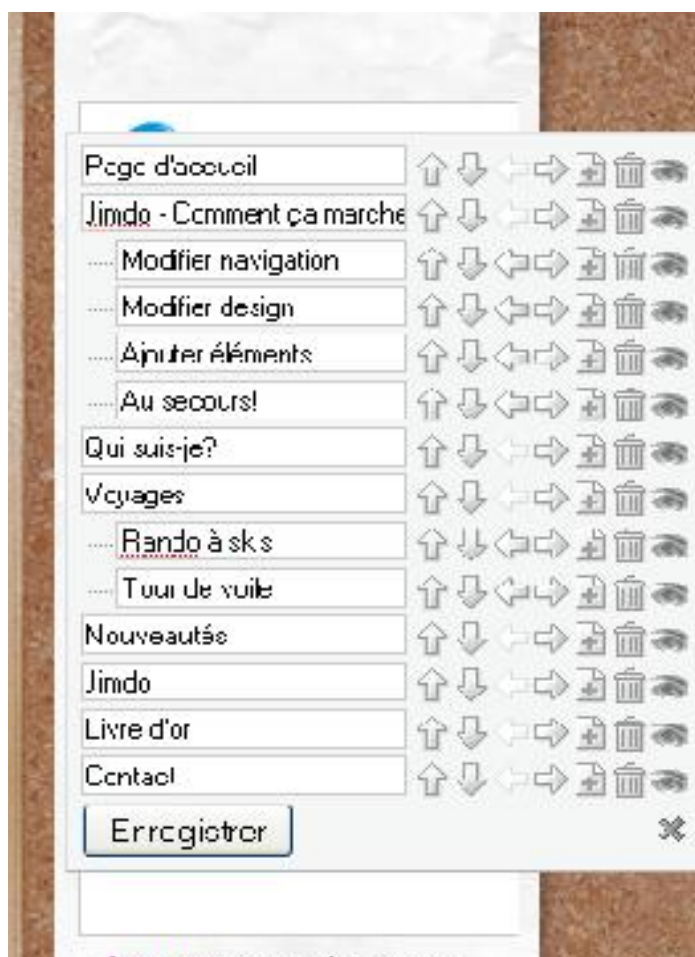 Page d'accueil
Jimdo - Comment ça marche
Modifier navigation
Modifier design
Ajouter éléments
Au secours!
Qui suis-je?
Voyages
Rando à skis
Tour de voile
Nouveautés
Jimdo
Livre d'or
Contact
Enregistrer